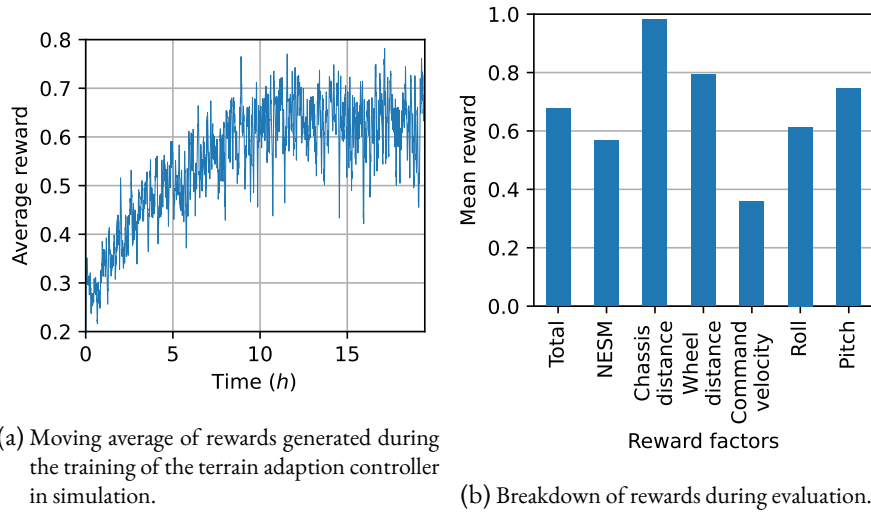 0.8
0.7
0.6
0.5
0.4
0.3
0.2
Average reward
0 5 10 15
Time (h)
(a) Moving average of rewards generated during
the training of the terrain adaption controller
in simulation.
1.0
0.8
0.6
0.4
0.2
0.0
Mean reward
Total
NESM
Chassis
distance
Wheel
distance
Command
velocity
Roll
Pitch
Reward factors
(b) Breakdown of rewards during evaluation.